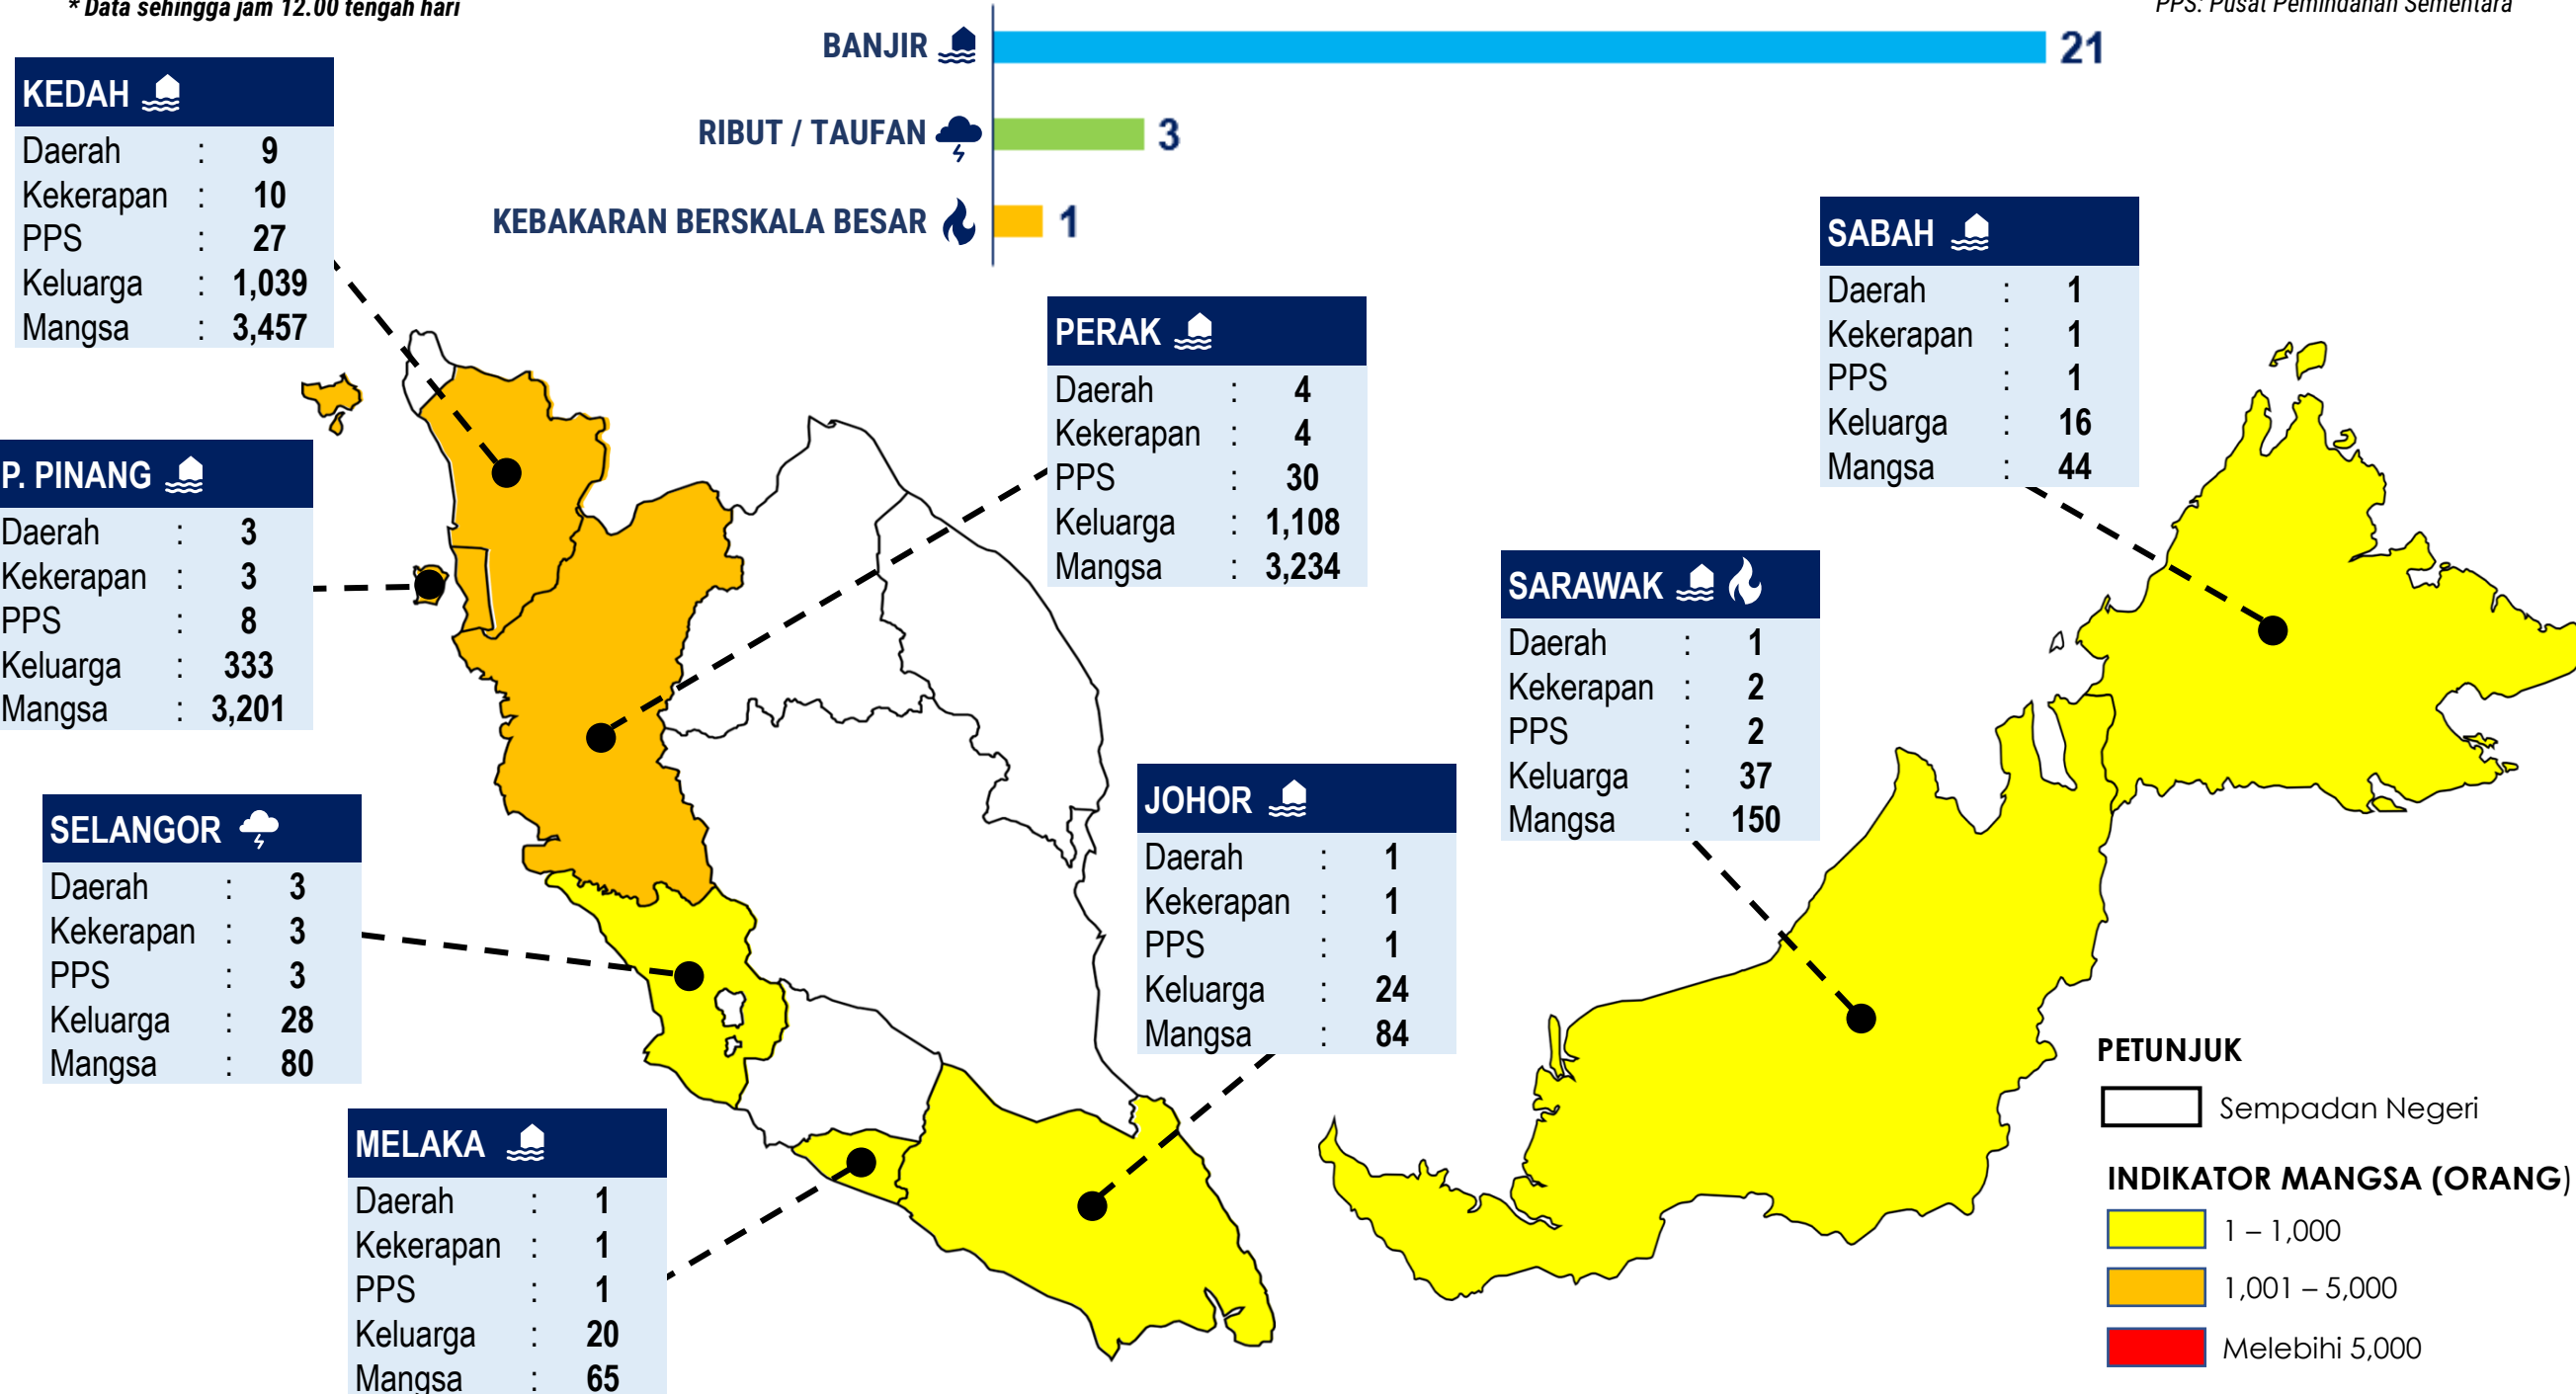 * Data sehingga jam 12.00 tengah hari
PPS: Pusat Pemindahan Sementara
BANJIR 21
RIBUT / TAUFAN 3
KEBAKARAN BERSKALA BESAR 1
KEDAH
Daerah : 9
Kekerapan : 10
PPS : 27
Keluarga : 1,039
Mangsa : 3,457
P. PINANG
Daerah : 3
Kekerapan : 3
PPS : 8
Keluarga : 333
Mangsa : 3,201
PERAK
Daerah : 4
Kekerapan : 4
PPS : 30
Keluarga : 1,108
Mangsa : 3,234
SABAH
Daerah : 1
Kekerapan : 1
PPS : 1
Keluarga : 16
Mangsa : 44
SARAWAK
Daerah : 1
Kekerapan : 2
PPS : 2
Keluarga : 37
Mangsa : 150
SELANGOR
Daerah : 3
Kekerapan : 3
PPS : 3
Keluarga : 28
Mangsa : 80
JOHOR
Daerah : 1
Kekerapan : 1
PPS : 1
Keluarga : 24
Mangsa : 84
MELAKA
Daerah : 1
Kekerapan : 1
PPS : 1
Keluarga : 20
Mangsa : 65
PETUNJUK
Sempadan Negeri
INDIKATOR MANGSA (ORANG)
1 – 1,000
1,001 – 5,000
Melebihi 5,000